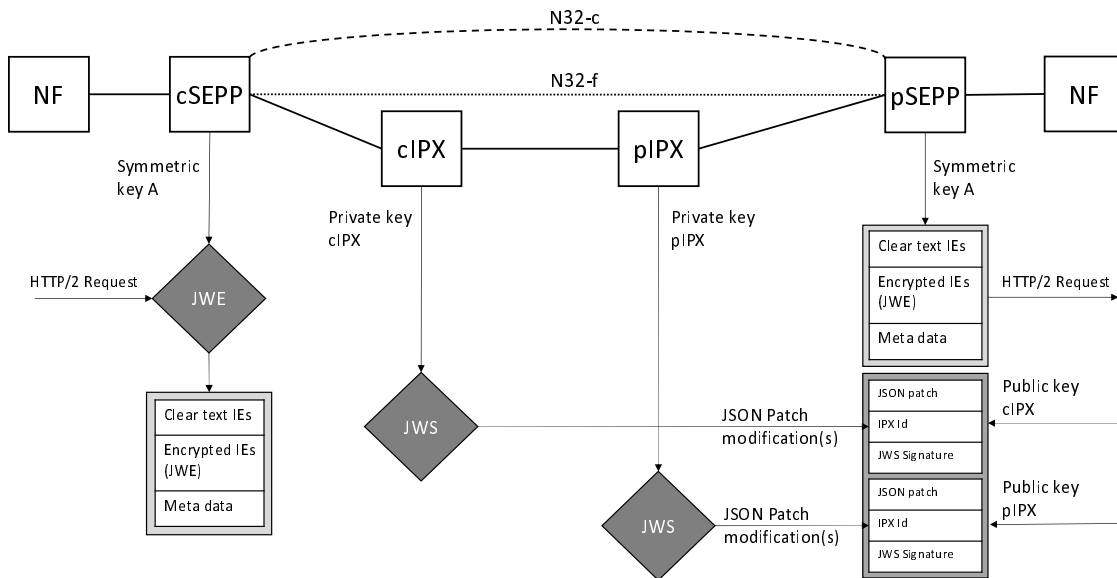 N32-c
N32-f
NF
cSEPP
pSEPP
NF
cIPX
pIPX
Symmetric
key A
Private key
cIPX
Private key
pIPX
Symmetric
key A
HTTP/2 Request
JWE
Clear text IEs
Encrypted IEs
(JWE)
Meta data
HTTP/2 Request
Clear text IEs
Encrypted IEs
(JWE)
Meta data
JWS
JSON Patch
modification(s)
JSON patch
IPX Id
JWS Signature
Public key
cIPX
JWS
JSON Patch
modification(s)
JSON patch
IPX Id
JWS Signature
Public key
pIPX